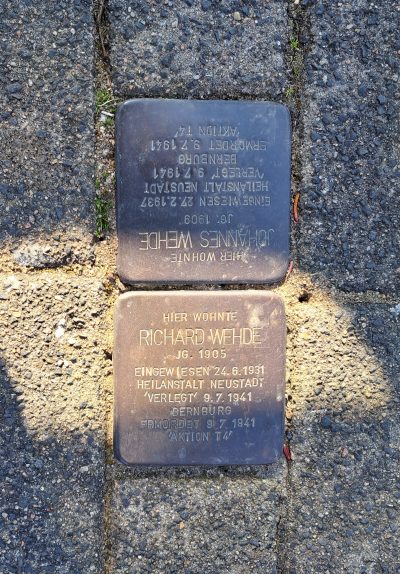 HIER WOHNTE
JOHANNES WEHDE
JG. 1909
EINGEWIESEN 27.2.1937
HEILANSTALT NEUSTADT
'VERLEGT' 9.7.1941
BERNBURG
ERMORDET 9.7.1941
'AKTION T4'
HIER WOHNTE
RICHARD WEHDE
JG. 1905
EINGEWIESEN 24.6.1931
HEILANSTALT NEUSTADT
'VERLEGT' 9.7.1941
BERNBURG
ERMORDET 9.7.1941
'AKTION T4'